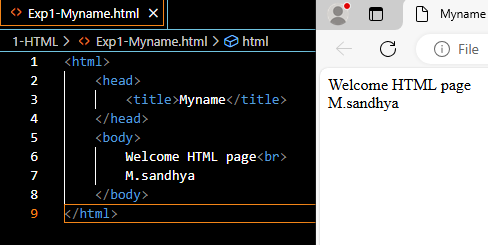 Exp1-Myname.html
1-HTML > Exp1-Myname.html > html
1 <html>
2 <head>
3 <title>Myname</title>
4 </head>
5 <body>
6 Welcome HTML page<br>
7 M.sandhya
8 </body>
9 </html>
Myname
File
Welcome HTML page
M.sandhya